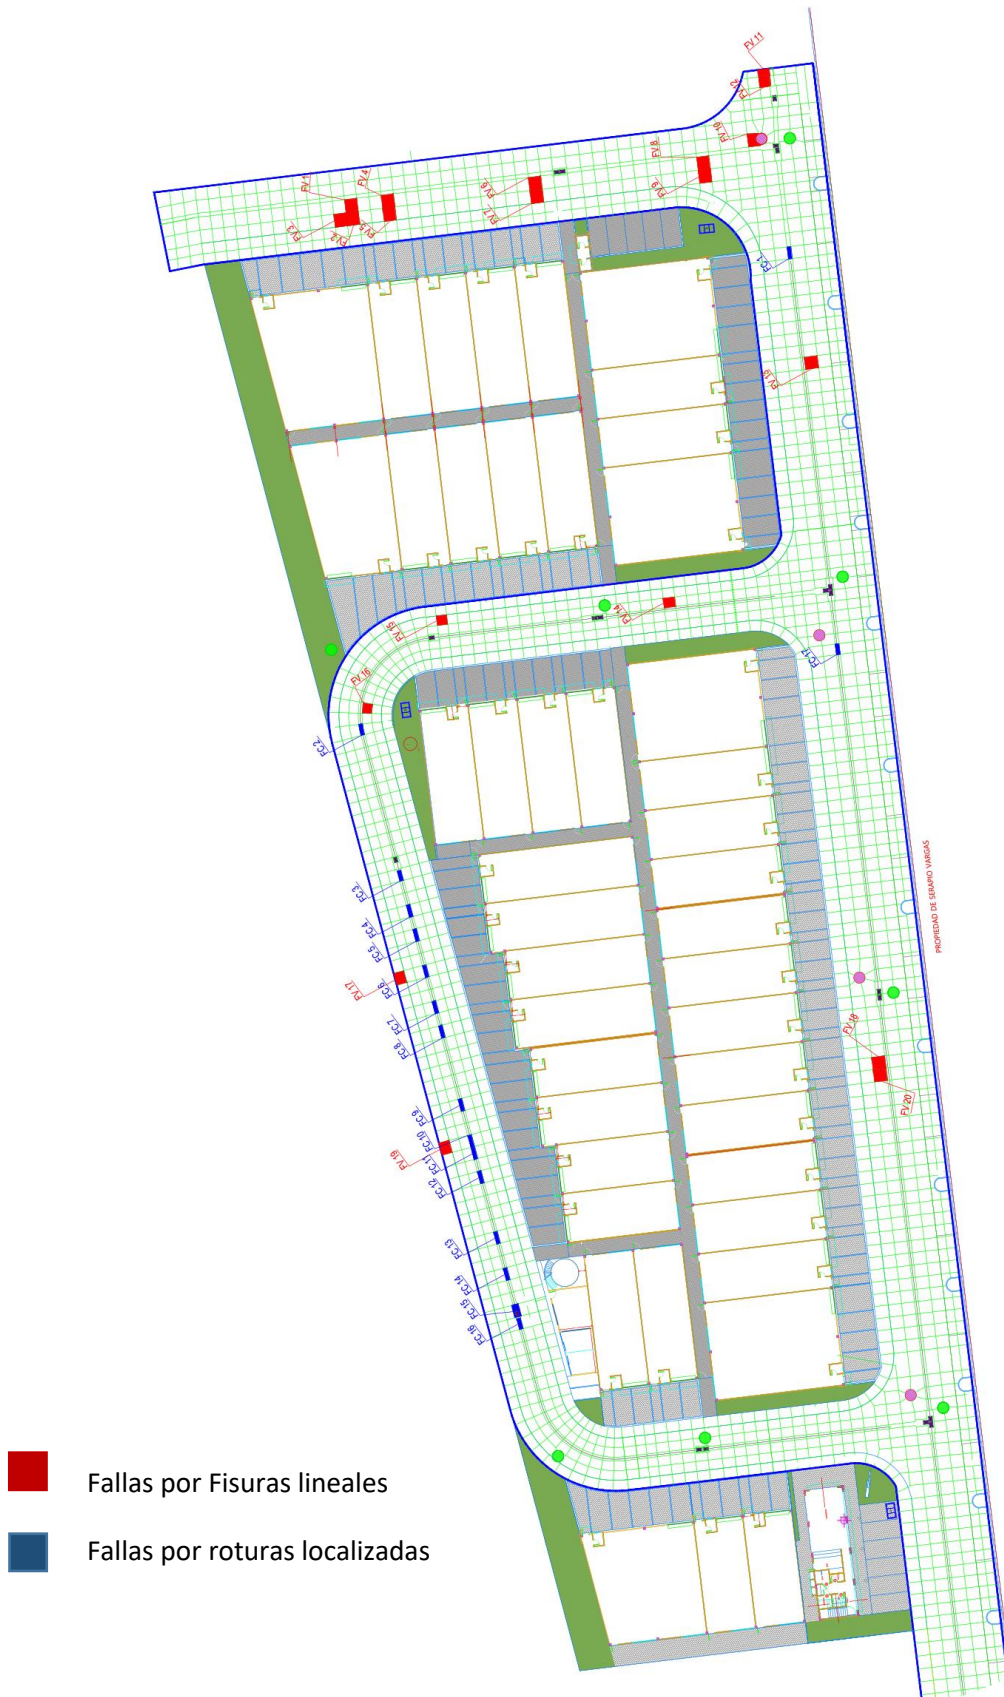 FV.11
FV.12
FV.10
FV.8
FV.9
FV.6
FV.7
FV.4
FV.5
FV.1
FV.2
FV.3
FC.1
FV.13
FV.14
FV.15
FV.16
FC.17
FC.2
FC.3
FC.4
FC.5
FC.6
FV.17
FC.7
FC.8
PROPIEDAD DE SERAPIO VARGAS
FV.18
FV.20
FC.9
FC.10
FC.11
FV.19
FC.12
FC.13
FC.14
FC.15
FC.16
Fallas por Fisuras lineales
Fallas por roturas localizadas